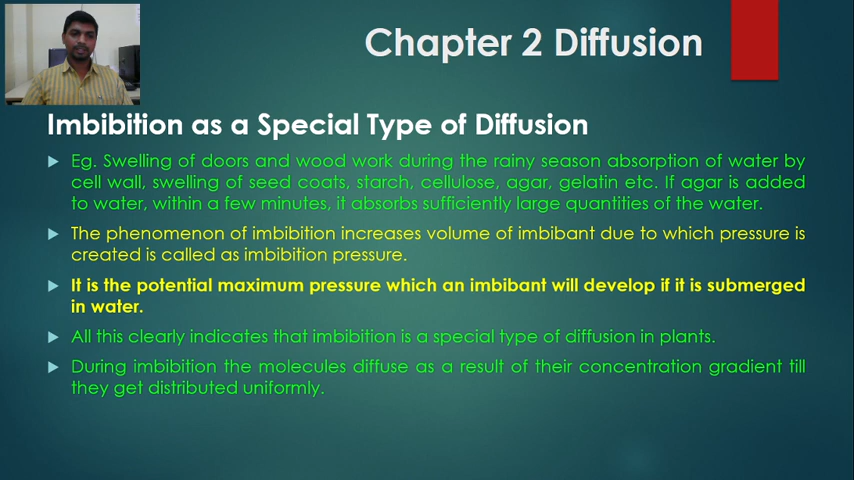 Chapter 2 Diffusion
Imbibition as a Special Type of Diffusion
Eg. Swelling of doors and wood work during the rainy season absorption of water by
cell wall, swelling of seed coats, starch, cellulose, agar, gelatin etc. If agar is added
to water, within a few minutes, it absorbs sufficiently large quantities of the water.
The phenomenon of imbibition increases volume of imbibant due to which pressure is
created is called as imbibition pressure.
It is the potential maximum pressure which an imbibant will develop if it is submerged
in water.
All this clearly indicates that imbibition is a special type of diffusion in plants.
During imbibition the molecules diffuse as a result of their concentration gradient till
they get distributed uniformly.